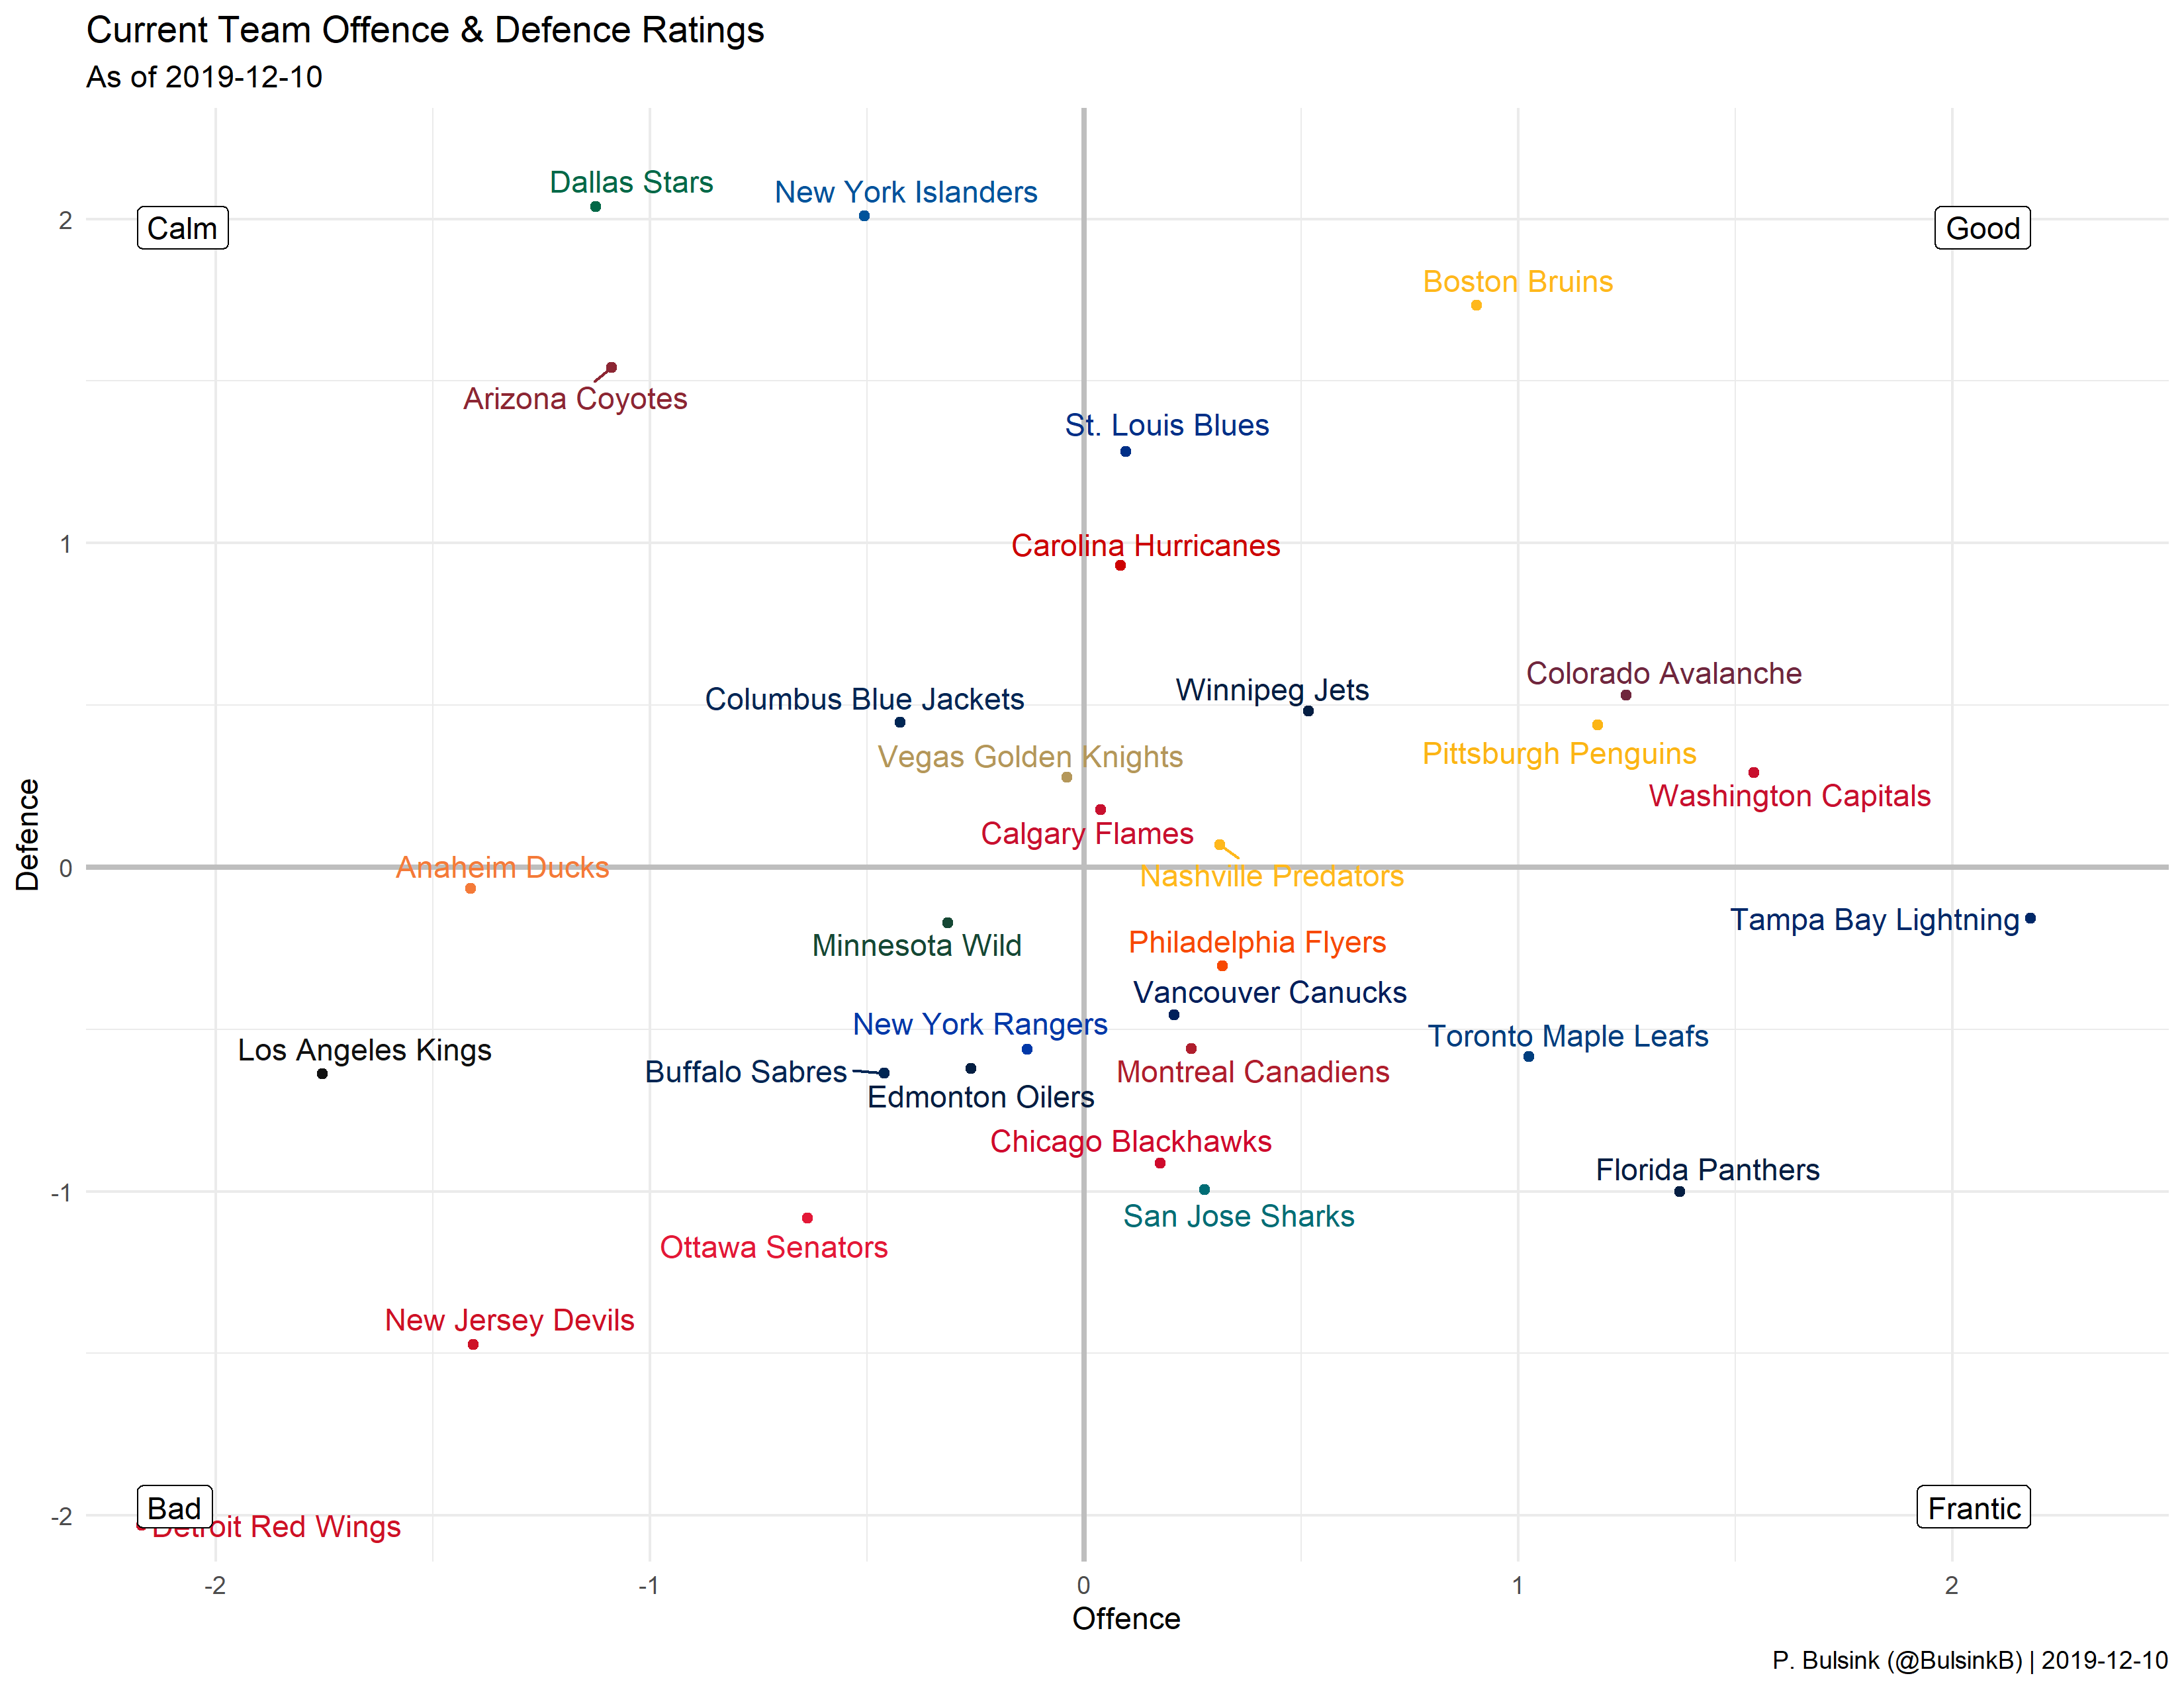 Current Team Offence & Defence Ratings
As of 2019-12-10
Dallas Stars
New York Islanders
2
Calm
Good
Boston Bruins
Arizona Coyotes
St. Louis Blues
1
Carolina Hurricanes
Colorado Avalanche
Winnipeg Jets
Columbus Blue Jackets
Pittsburgh Penguins
Vegas Golden Knights
Washington Capitals
Calgary Flames
Defence
0
Anaheim Ducks
Nashville Predators
Tampa Bay Lightning
Philadelphia Flyers
Minnesota Wild
Vancouver Canucks
New York Rangers
Toronto Maple Leafs
Los Angeles Kings
Buffalo Sabres
Montreal Canadiens
Edmonton Oilers
Chicago Blackhawks
Florida Panthers
-1
San Jose Sharks
Ottawa Senators
New Jersey Devils
-2
Bad
Frantic
Detroit Red Wings
-2
-1
0
1
2
Offence
P. Bulsink (@BulsinkB) | 2019-12-10